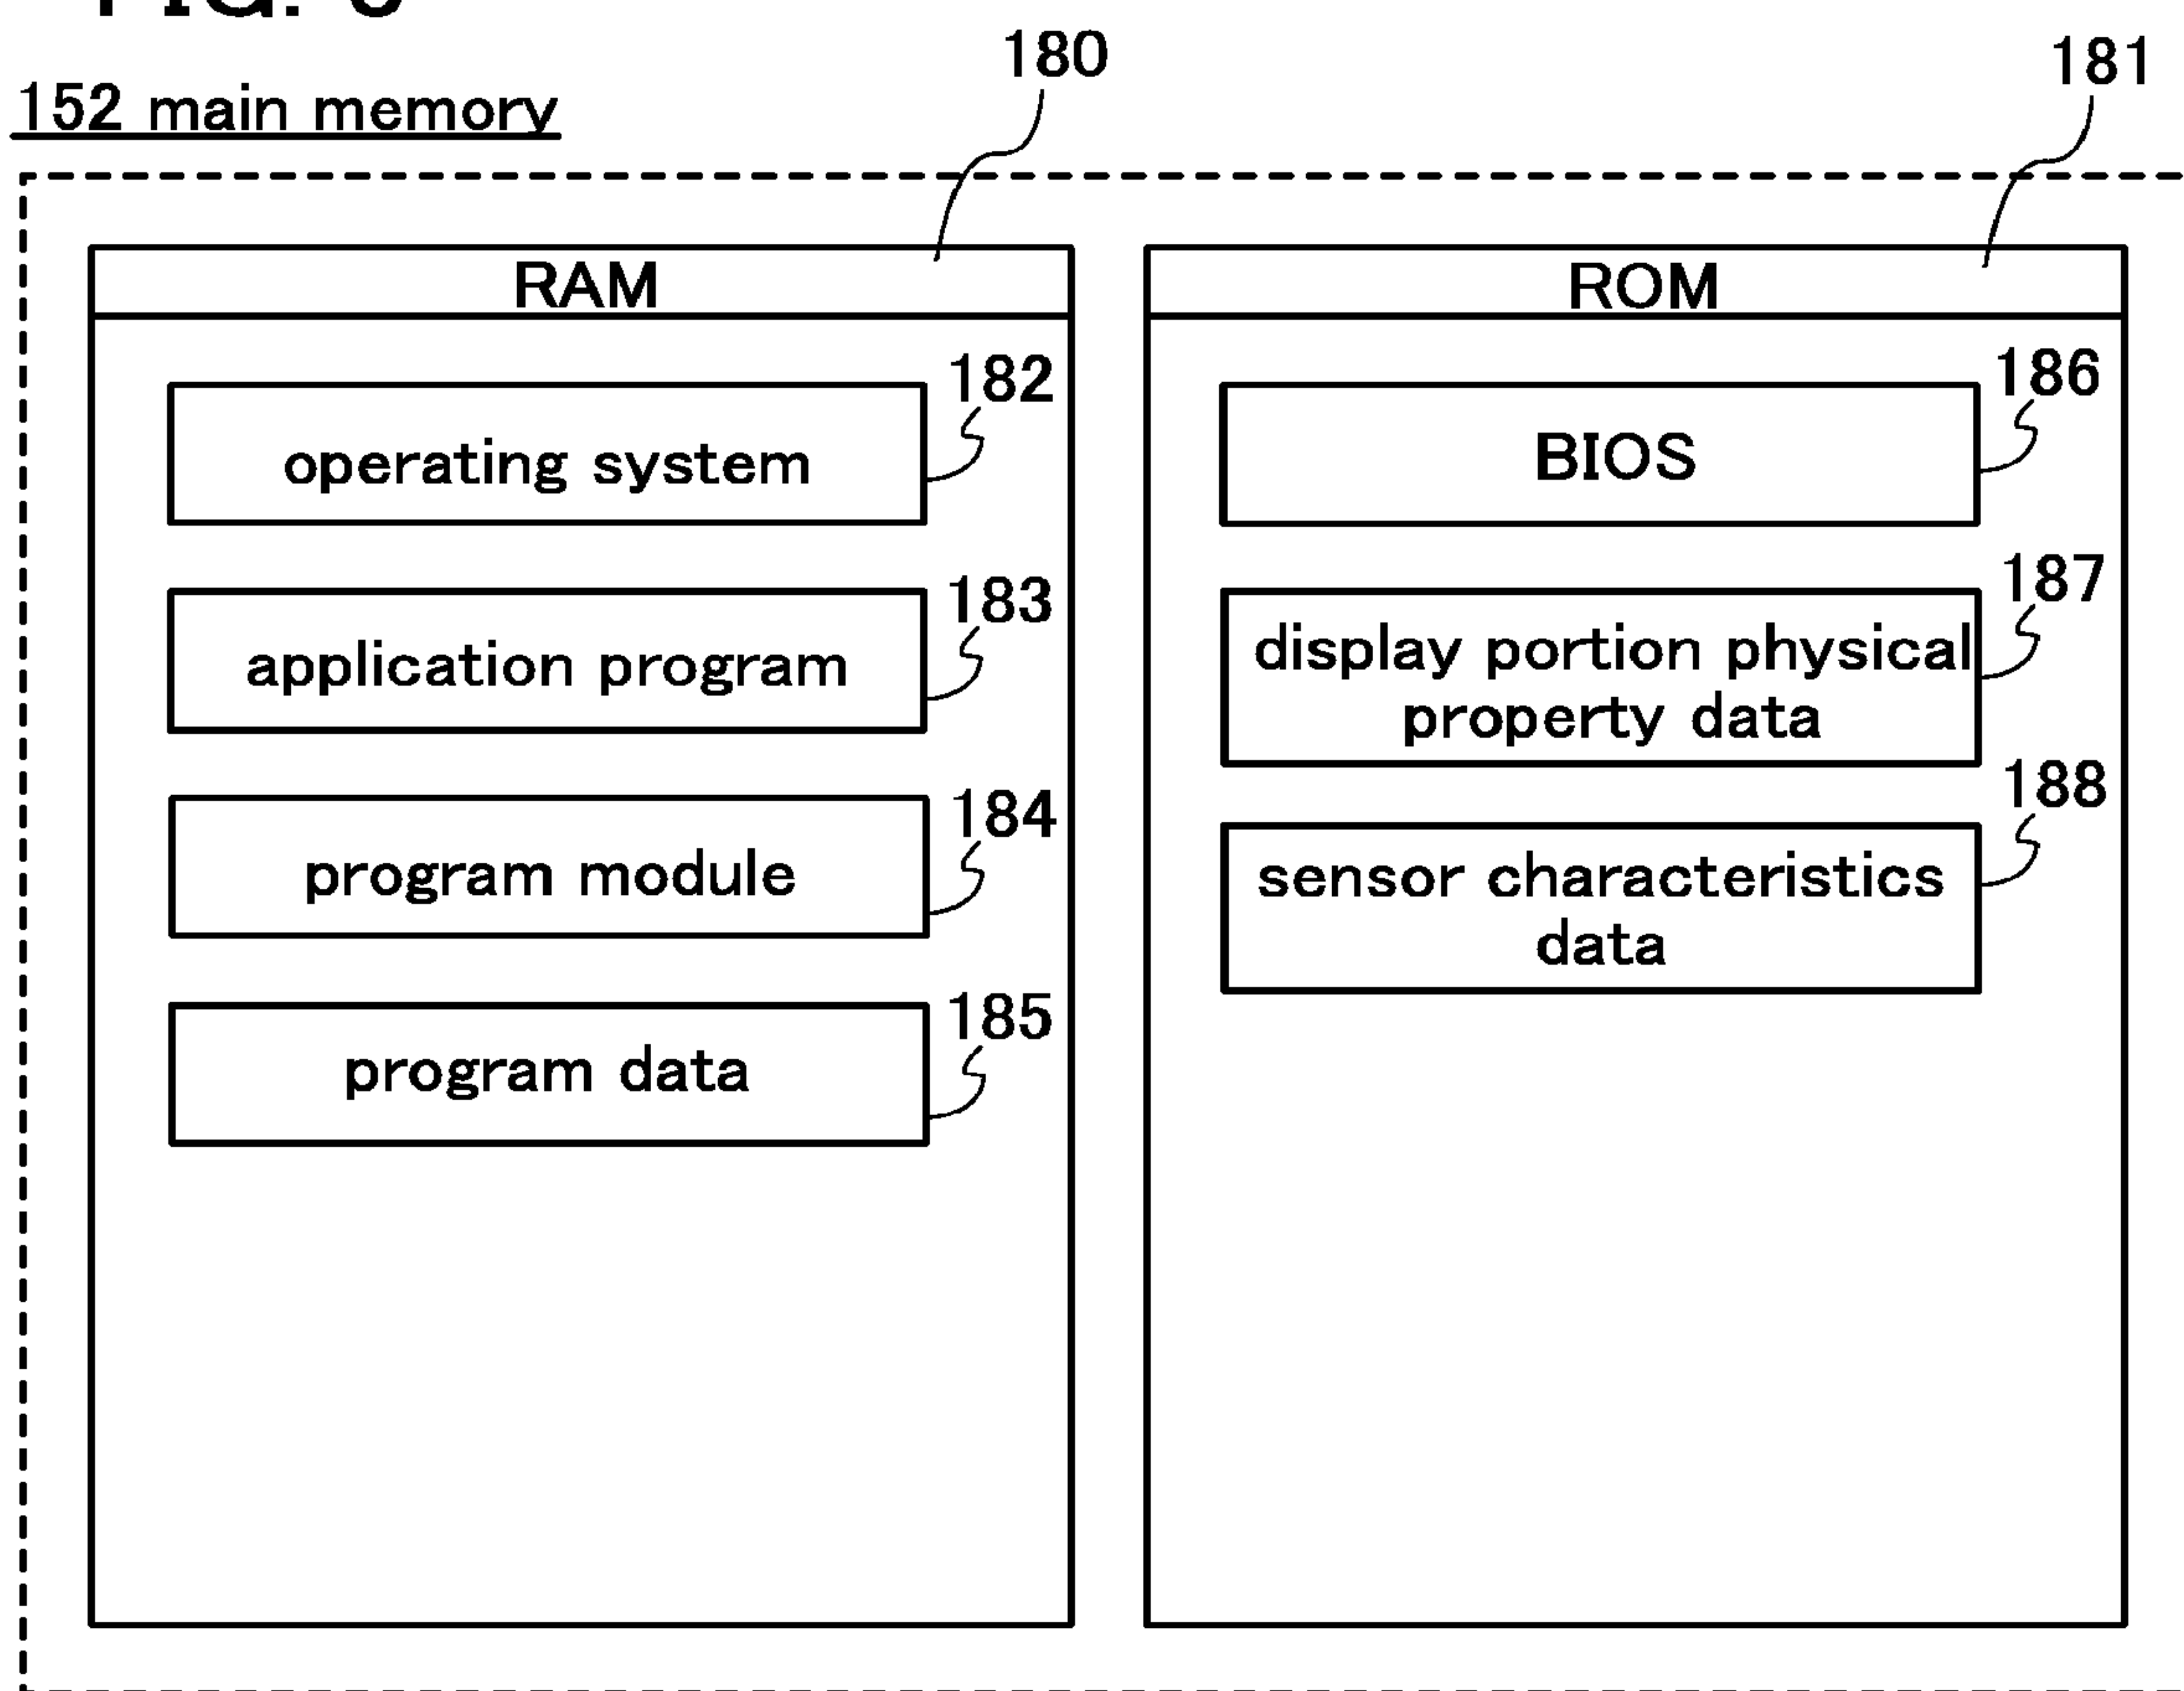 152 main memory
180
181
RAM
182
operating system
183
application program
184
program module
185
program data
ROM
186
BIOS
187
display portion physical
property data
188
sensor characteristics
data